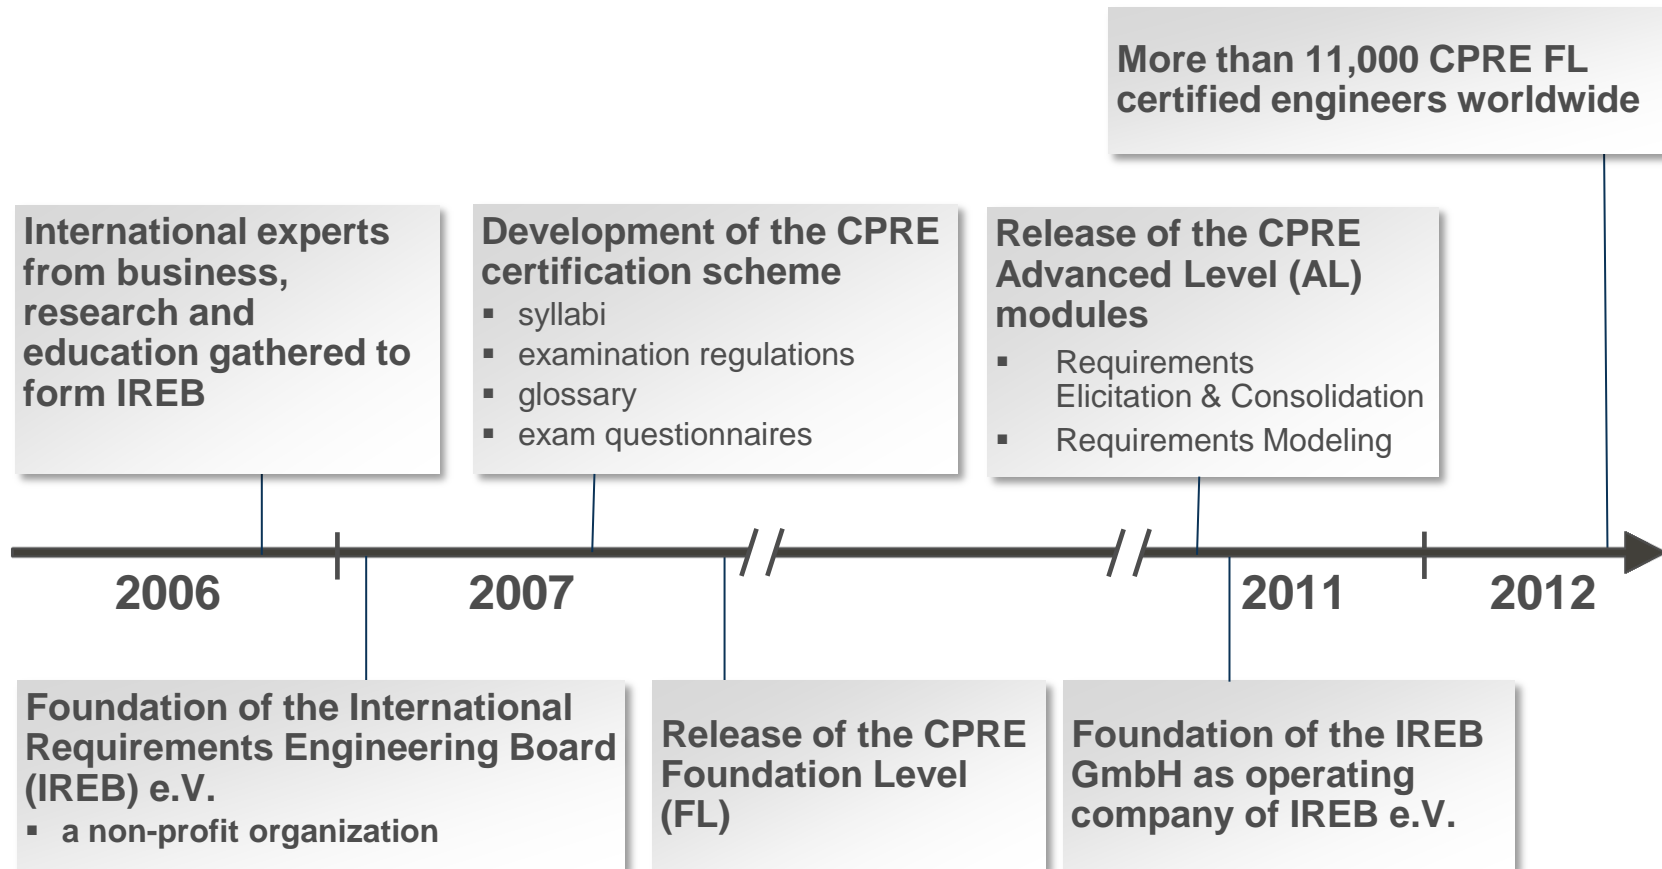 More than 11,000 CPRE FL
certified engineers worldwide
International experts
from business,
research and
education gathered to
form IREB
Development of the CPRE
certification scheme
▪ syllabi
▪ examination regulations
▪ glossary
▪ exam questionnaires
Release of the CPRE
Advanced Level (AL)
modules
▪ Requirements
Elicitation & Consolidation
▪ Requirements Modeling
2006
2007
2011
2012
Foundation of the International
Requirements Engineering Board
(IREB) e.V.
▪ a non-profit organization
Release of the CPRE
Foundation Level
(FL)
Foundation of the IREB
GmbH as operating
company of IREB e.V.